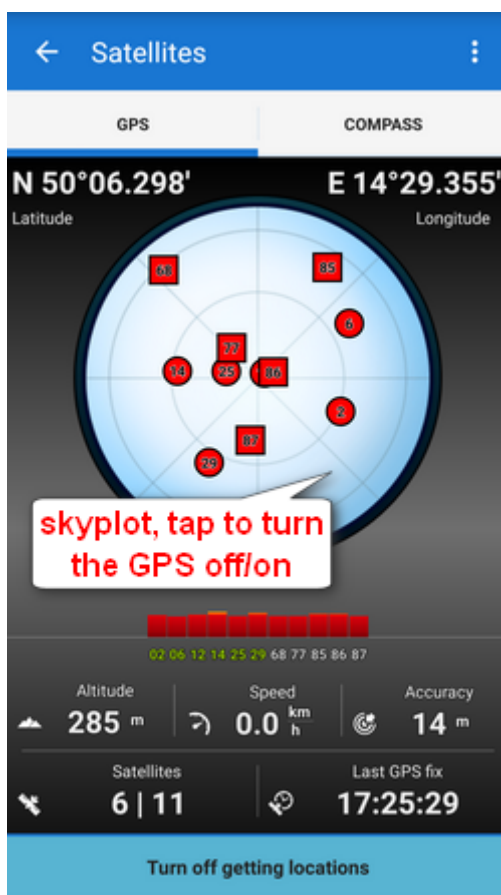 Satellites
GPS COMPASS
N 50°06.298' E 14°29.355'
Latitude Longitude
68 85
6
77
14 25 86
2
87
29
skyplot, tap to turn
the GPS off/on
02 06 12 14 25 29 68 77 85 86 87
Altitude Speed Accuracy
285 m 0.0 km/h 14 m
Satellites Last GPS fix
6 | 11 17:25:29
Turn off getting locations